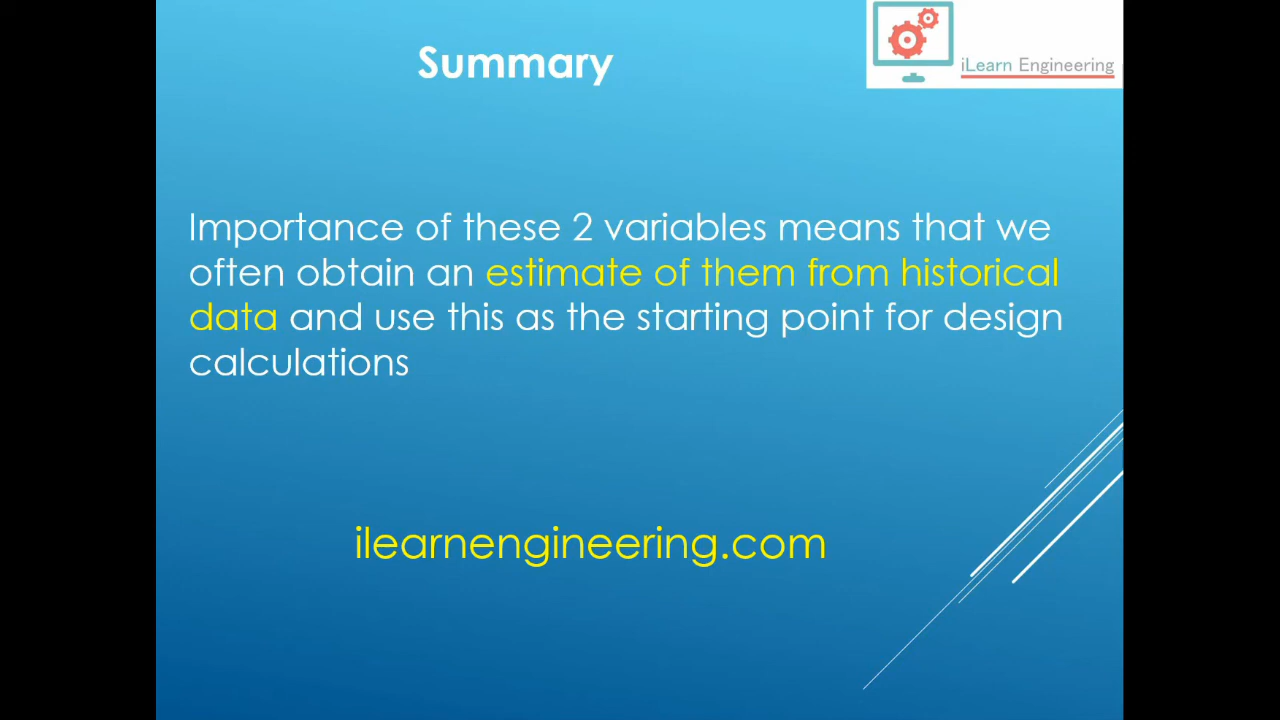 Summary
iLearn Engineering
Importance of these 2 variables means that we
often obtain an estimate of them from historical
data and use this as the starting point for design
calculations
ilearnengineering.com